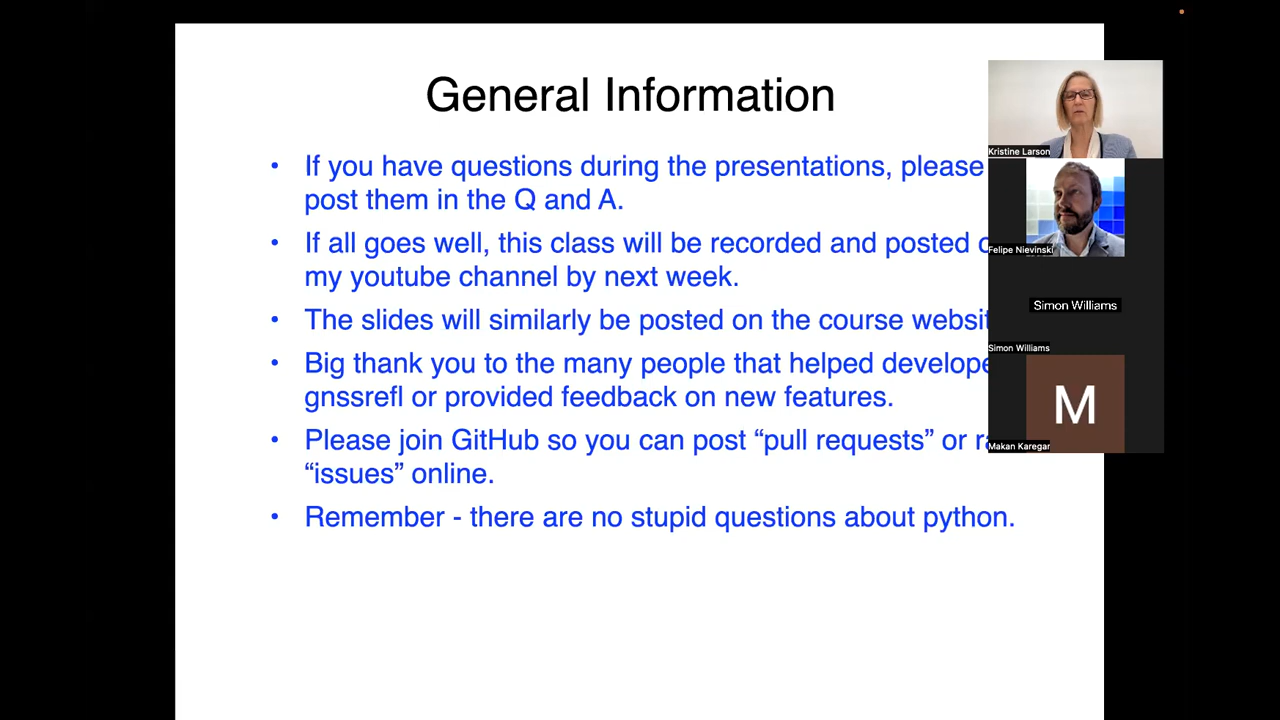 General Information
• If you have questions during the presentations, please
post them in the Q and A.
• If all goes well, this class will be recorded and posted
my youtube channel by next week.
• The slides will similarly be posted on the course
• Big thank you to the many people that helped
gnssrefl or provided feedback on new features.
• Please join GitHub so you can post “pull requests” or
“issues” online.
• Remember - there are no stupid questions about python.
Kristine Larson
Felipe Nievinski
Simon Williams
Simon Williams
M
Makan Karegar